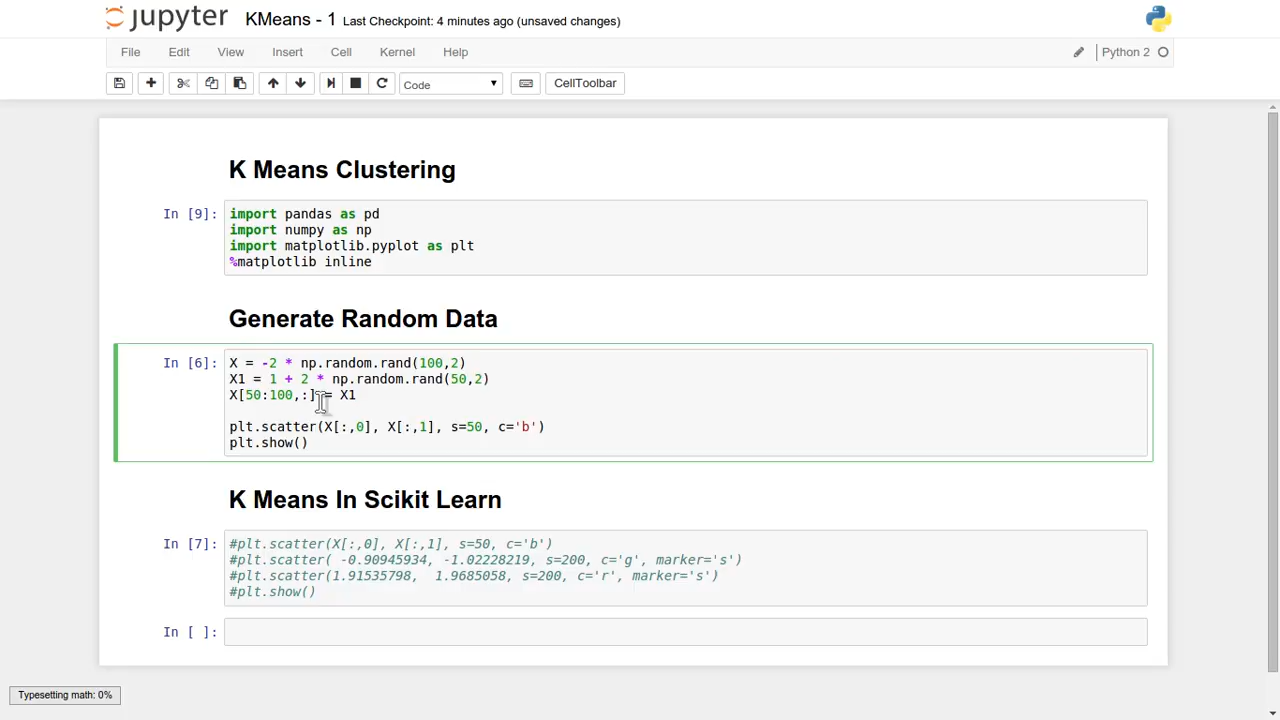 jupyter KMeans - 1 Last Checkpoint: 4 minutes ago (unsaved changes)
File Edit View Insert Cell Kernel Help Python 2
Code CellToolbar
K Means Clustering
In [9]: import pandas as pd
import numpy as np
import matplotlib.pyplot as plt
%matplotlib inline
Generate Random Data
In [6]: X = -2 * np.random.rand(100,2)
X1 = 1 + 2 * np.random.rand(50,2)
X[50:100,:] = X1
plt.scatter(X[:,0], X[:,1], s=50, c='b')
plt.show()
K Means In Scikit Learn
In [7]: #plt.scatter(X[:,0], X[:,1], s=50, c='b')
#plt.scatter( -0.90945934, -1.02228219, s=200, c='g', marker='s')
#plt.scatter(1.91535798,  1.9685058, s=200, c='r', marker='s')
#plt.show()
In [ ]:
Typesetting math: 0%